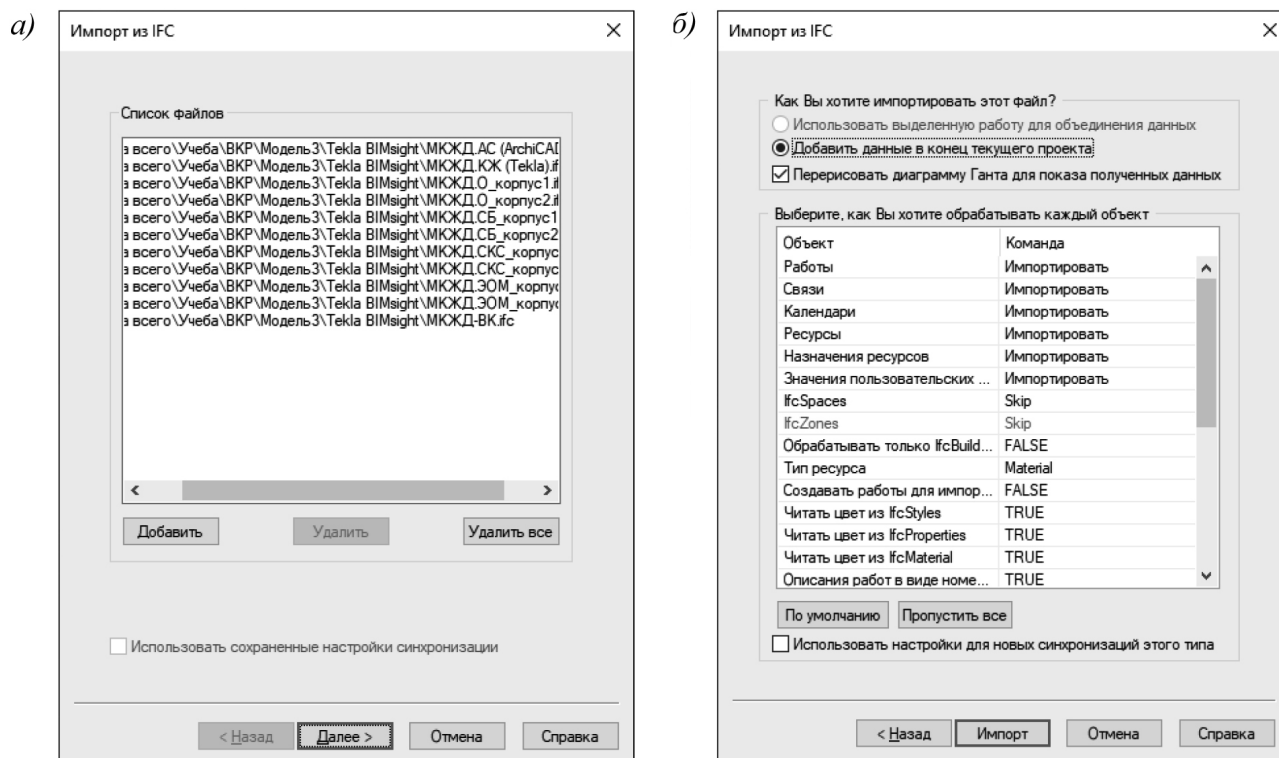 а)
Импорт из IFC
Список файлов
а всего\Учеба\ВКР\Модель3\Tekla BIMsight\МКЖД.АС (ArchiCAD
а всего\Учеба\ВКР\Модель3\Tekla BIMsight\МКЖД.КЖ (Tekla).if
а всего\Учеба\ВКР\Модель3\Tekla BIMsight\МКЖД.О_корпус1.if
а всего\Учеба\ВКР\Модель3\Tekla BIMsight\МКЖД.О_корпус2.if
а всего\Учеба\ВКР\Модель3\Tekla BIMsight\МКЖД.СБ_корпус1
а всего\Учеба\ВКР\Модель3\Tekla BIMsight\МКЖД.СБ_корпус2
а всего\Учеба\ВКР\Модель3\Tekla BIMsight\МКЖД.СКС_корпус
а всего\Учеба\ВКР\Модель3\Tekla BIMsight\МКЖД.СКС_корпус
а всего\Учеба\ВКР\Модель3\Tekla BIMsight\МКЖД.ЭОМ_корпус
а всего\Учеба\ВКР\Модель3\Tekla BIMsight\МКЖД.ЭОМ_корпус
а всего\Учеба\ВКР\Модель3\Tekla BIMsight\МКЖД-ВК.ifc
Добавить Удалить Удалить все
Использовать сохраненные настройки синхронизации
< Назад Далее > Отмена Справка
б)
Импорт из IFC
Как Вы хотите импортировать этот файл?
Использовать выделенную работу для объединения данных
Добавить данные в конец текущего проекта
Перерисовать диаграмму Ганта для показа полученных данных
Выберите, как Вы хотите обрабатывать каждый объект
Объект Команда
Работы Импортировать
Связи Импортировать
Календари Импортировать
Ресурсы Импортировать
Назначения ресурсов Импортировать
Значения пользовательских ... Импортировать
IfcSpaces Skip
IfcZones Skip
Обрабатывать только IfcBuild... FALSE
Тип ресурса Material
Создавать работы для импор... FALSE
Читать цвет из IfcStyles TRUE
Читать цвет из IfcProperties TRUE
Читать цвет из IfcMaterial TRUE
Описания работ в виде номе... TRUE
По умолчанию Пропустить все
Использовать настройки для новых синхронизаций этого типа
< Назад Импорт Отмена Справка